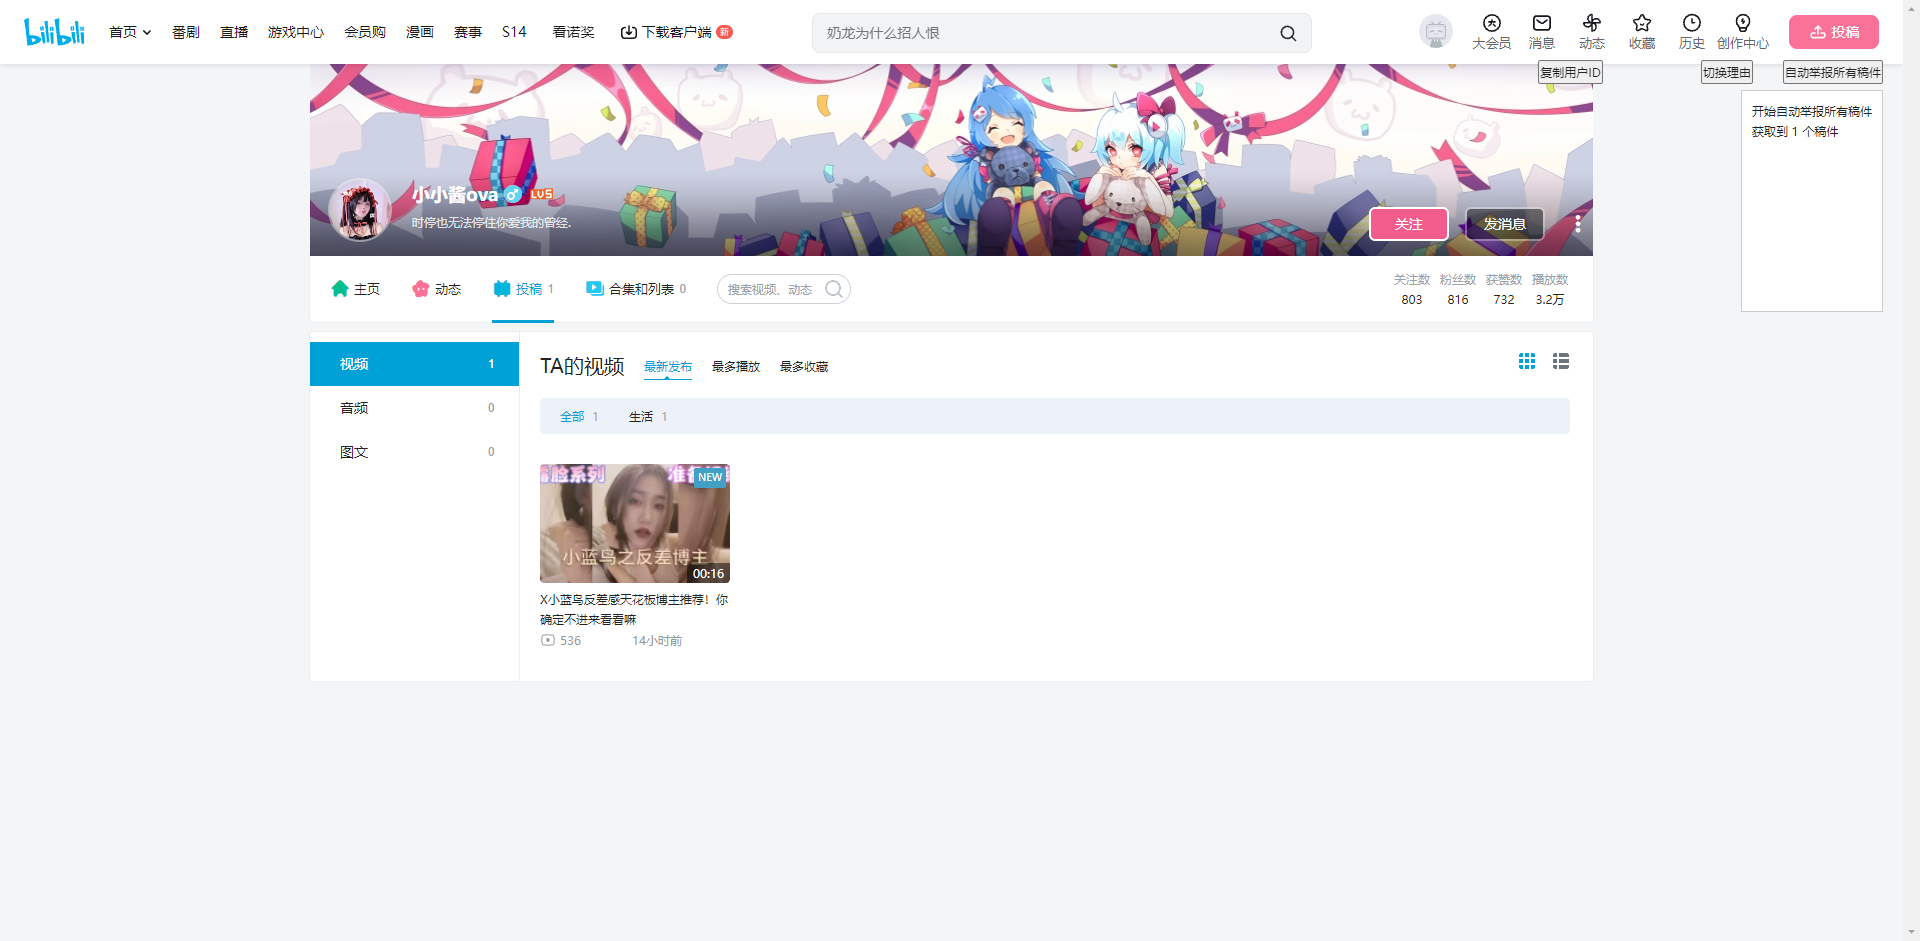 bilibili
首页
番剧
直播
游戏中心
会员购
漫画
赛事
S14
看诺奖
下载客户端
新
奶龙为什么招人恨
大会员
消息
动态
收藏
历史
创作中心
投稿
复制用户ID
切换理由
自动举报所有稿件
开始自动举报所有稿件
获取到 1 个稿件
小小酱ova
LV5
时停也无法停住你爱我的曾经.
关注
发消息
主页
动态
投稿 1
合集和列表 0
搜索视频、动态
关注数 粉丝数 获赞数 播放数
803 816 732 3.2万
视频 1
音频 0
图文 0
TA的视频
最新发布
最多播放
最多收藏
全部 1
生活 1
露脸系列
准备
NEW
小蓝鸟之反差博主
00:16
X小蓝鸟反差感天花板博主推荐！你
确定不进来看看嘛
536
14小时前